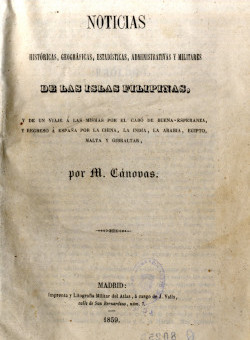 NOTICIAS
HISTÓRICAS, GEOGRÁFICAS, ESTADÍSTICAS, ADMINISTRATIVAS Y MILITARES
DE LAS ISLAS FILIPINAS,
Y DE UN VIAJE Á LAS MISMAS POR EL CABO DE BUENA-ESPERANZA,
Y REGRESO Á ESPAÑA POR LA CHINA, LA INDIA, LA ARABIA, EGIPTO,
MALTA Y GIBRALTAR,
por M. Cánovas.
MADRID:
Imprenta y Litografía Militar del Atlas, á cargo de J. Valle,
calle de San Bernardino, núm. 7.
1859.